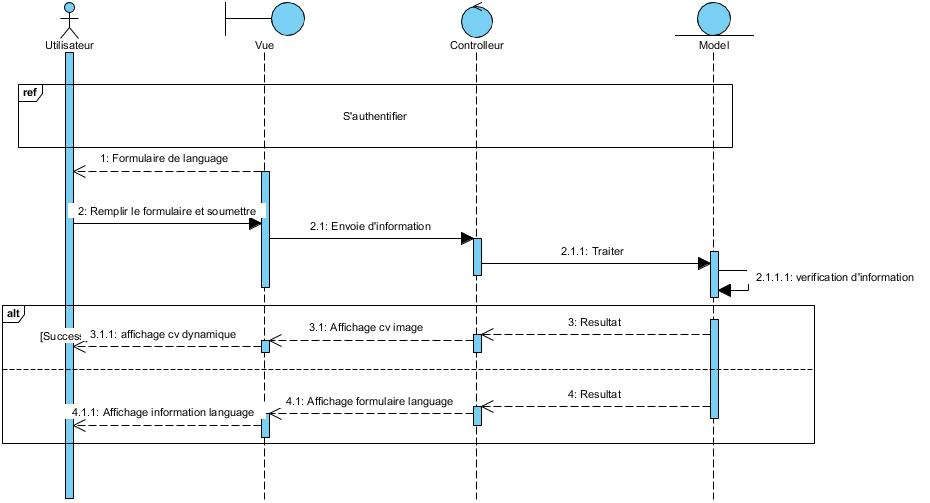 Utilisateur
Vue
Controlleur
Model
ref
S'authentifier
1: Formulaire de language
2: Remplir le formulaire et soumettre
2.1: Envoie d'information
2.1.1: Traiter
2.1.1.1: verification d'information
alt
[Succes
3.1.1: affichage cv dynamique
3.1: Affichage cv image
3: Resultat
4.1.1: Affichage information language
4.1: Affichage formulaire language
4: Resultat